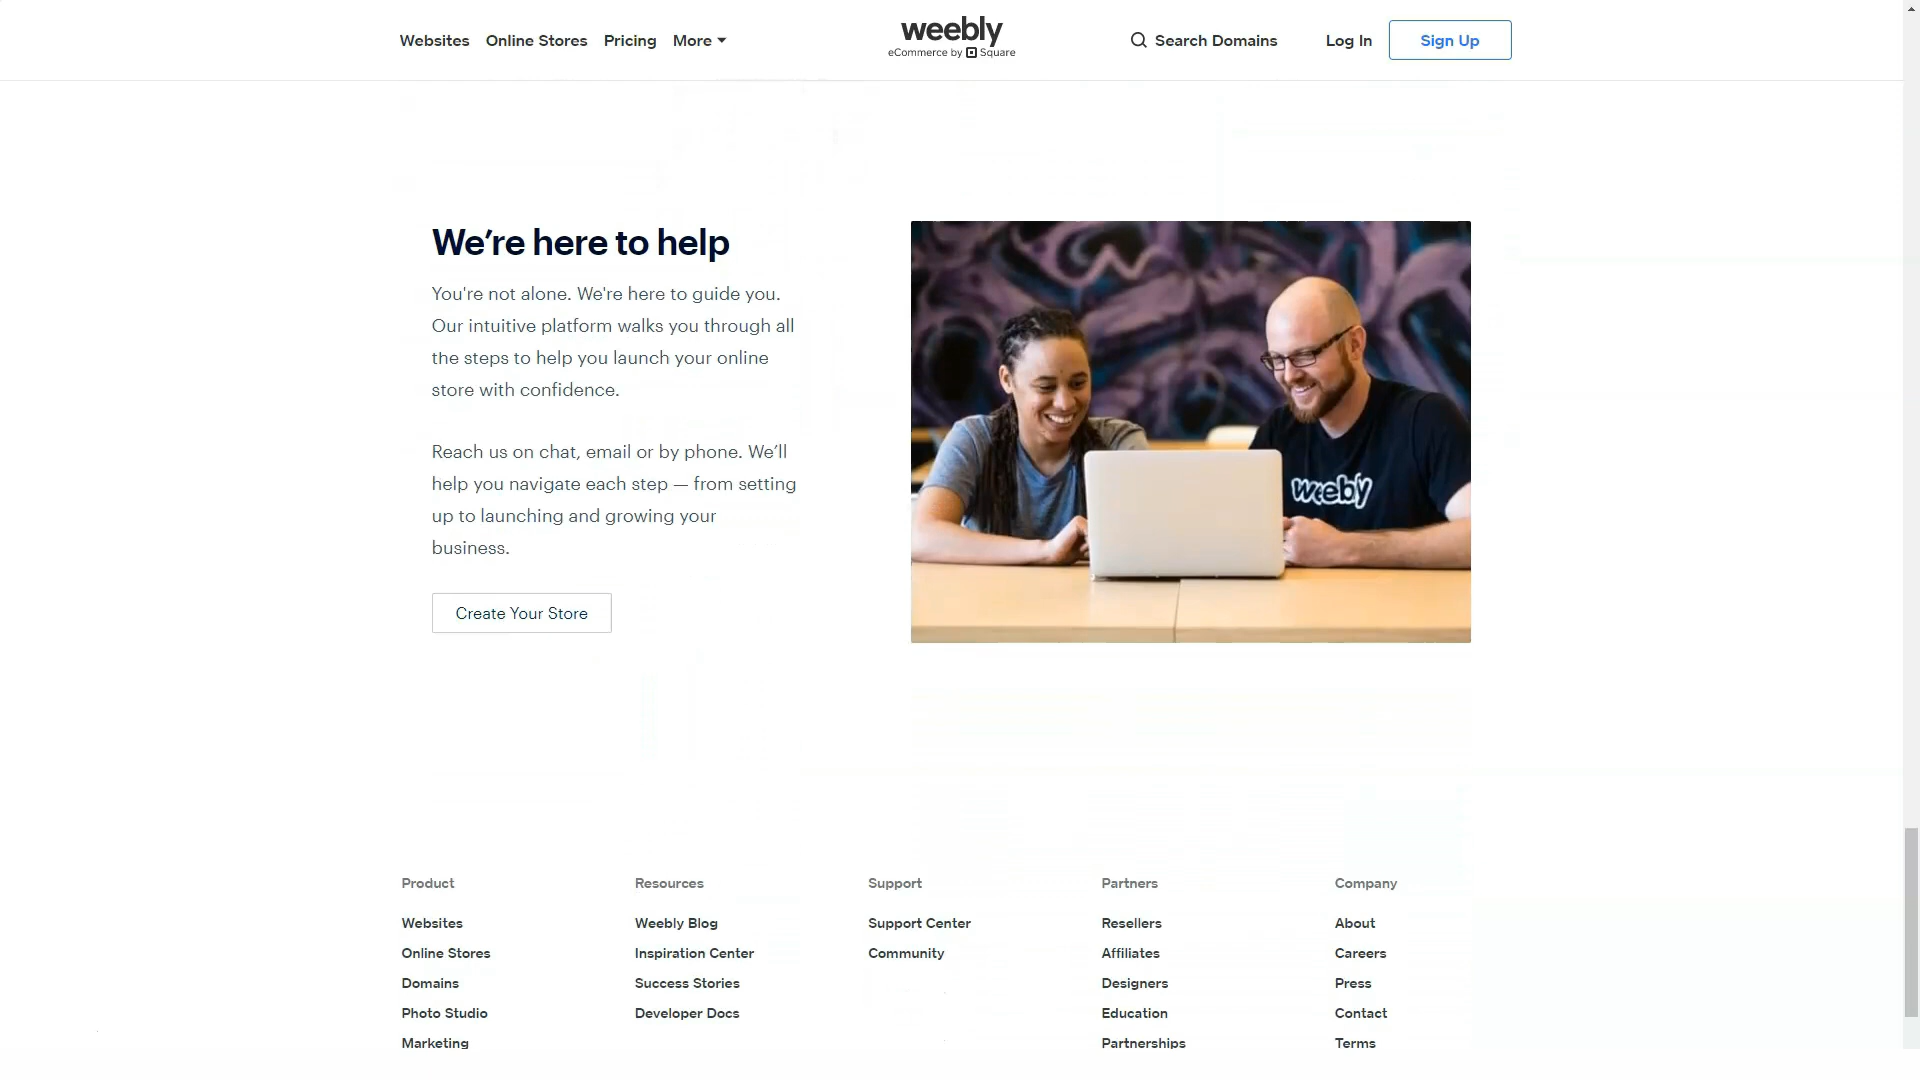 Websites Online Stores Pricing More
weebly
eCommerce by Square
Search Domains
Log In
Sign Up
We're here to help
You're not alone. We're here to guide you.
Our intuitive platform walks you through all
the steps to help you launch your online
store with confidence.
Reach us on chat, email or by phone. We'll
help you navigate each step — from setting
up to launching and growing your
business.
Create Your Store
weebly
Product
Websites
Online Stores
Domains
Photo Studio
Marketing
Resources
Weebly Blog
Inspiration Center
Success Stories
Developer Docs
Support
Support Center
Community
Partners
Resellers
Affiliates
Designers
Education
Partnerships
Company
About
Careers
Press
Contact
Terms